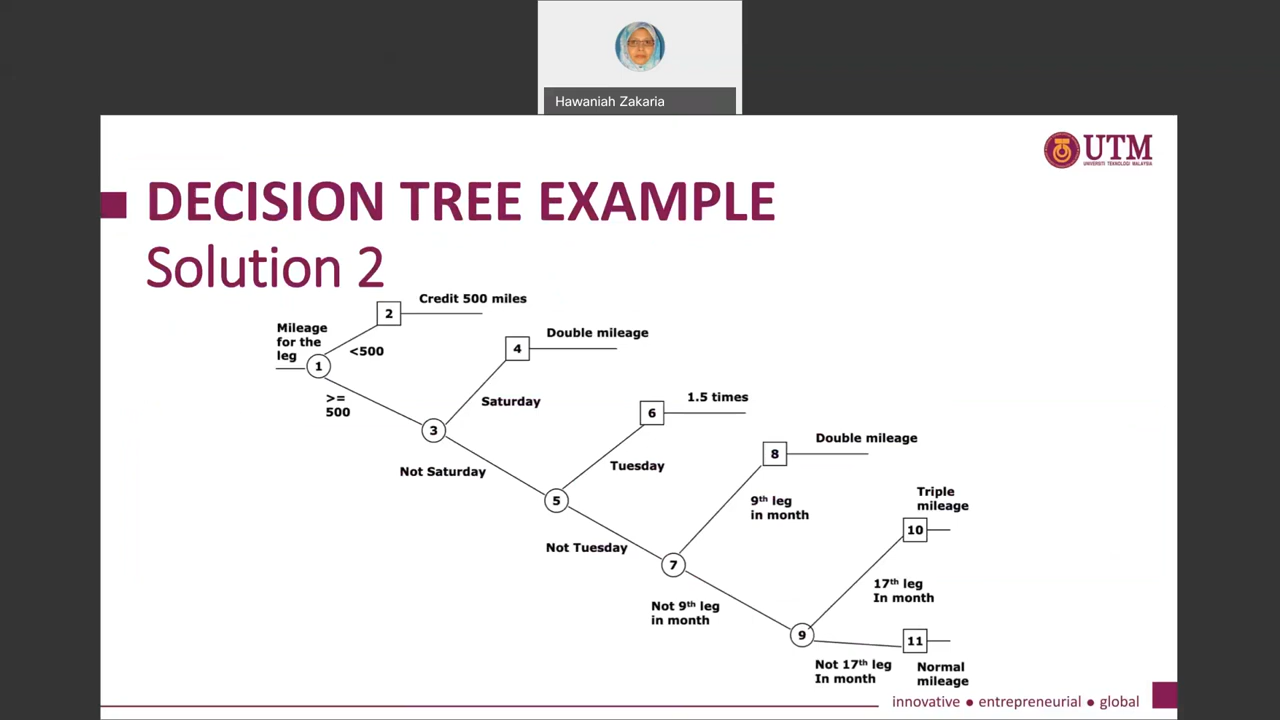 Hawaniah Zakaria
UTM
UNIVERSITI TEKNOLOGI MALAYSIA
DECISION TREE EXAMPLE
Solution 2
Mileage
for the
leg
1
<500
2
Credit 500 miles
>=
500
3
Saturday
4
Double mileage
Not Saturday
5
Tuesday
6
1.5 times
Not Tuesday
7
9th leg
in month
8
Double mileage
Not 9th leg
in month
9
17th leg
In month
10
Triple
mileage
Not 17th leg
In month
11
Normal
mileage
innovative ● entrepreneurial ● global